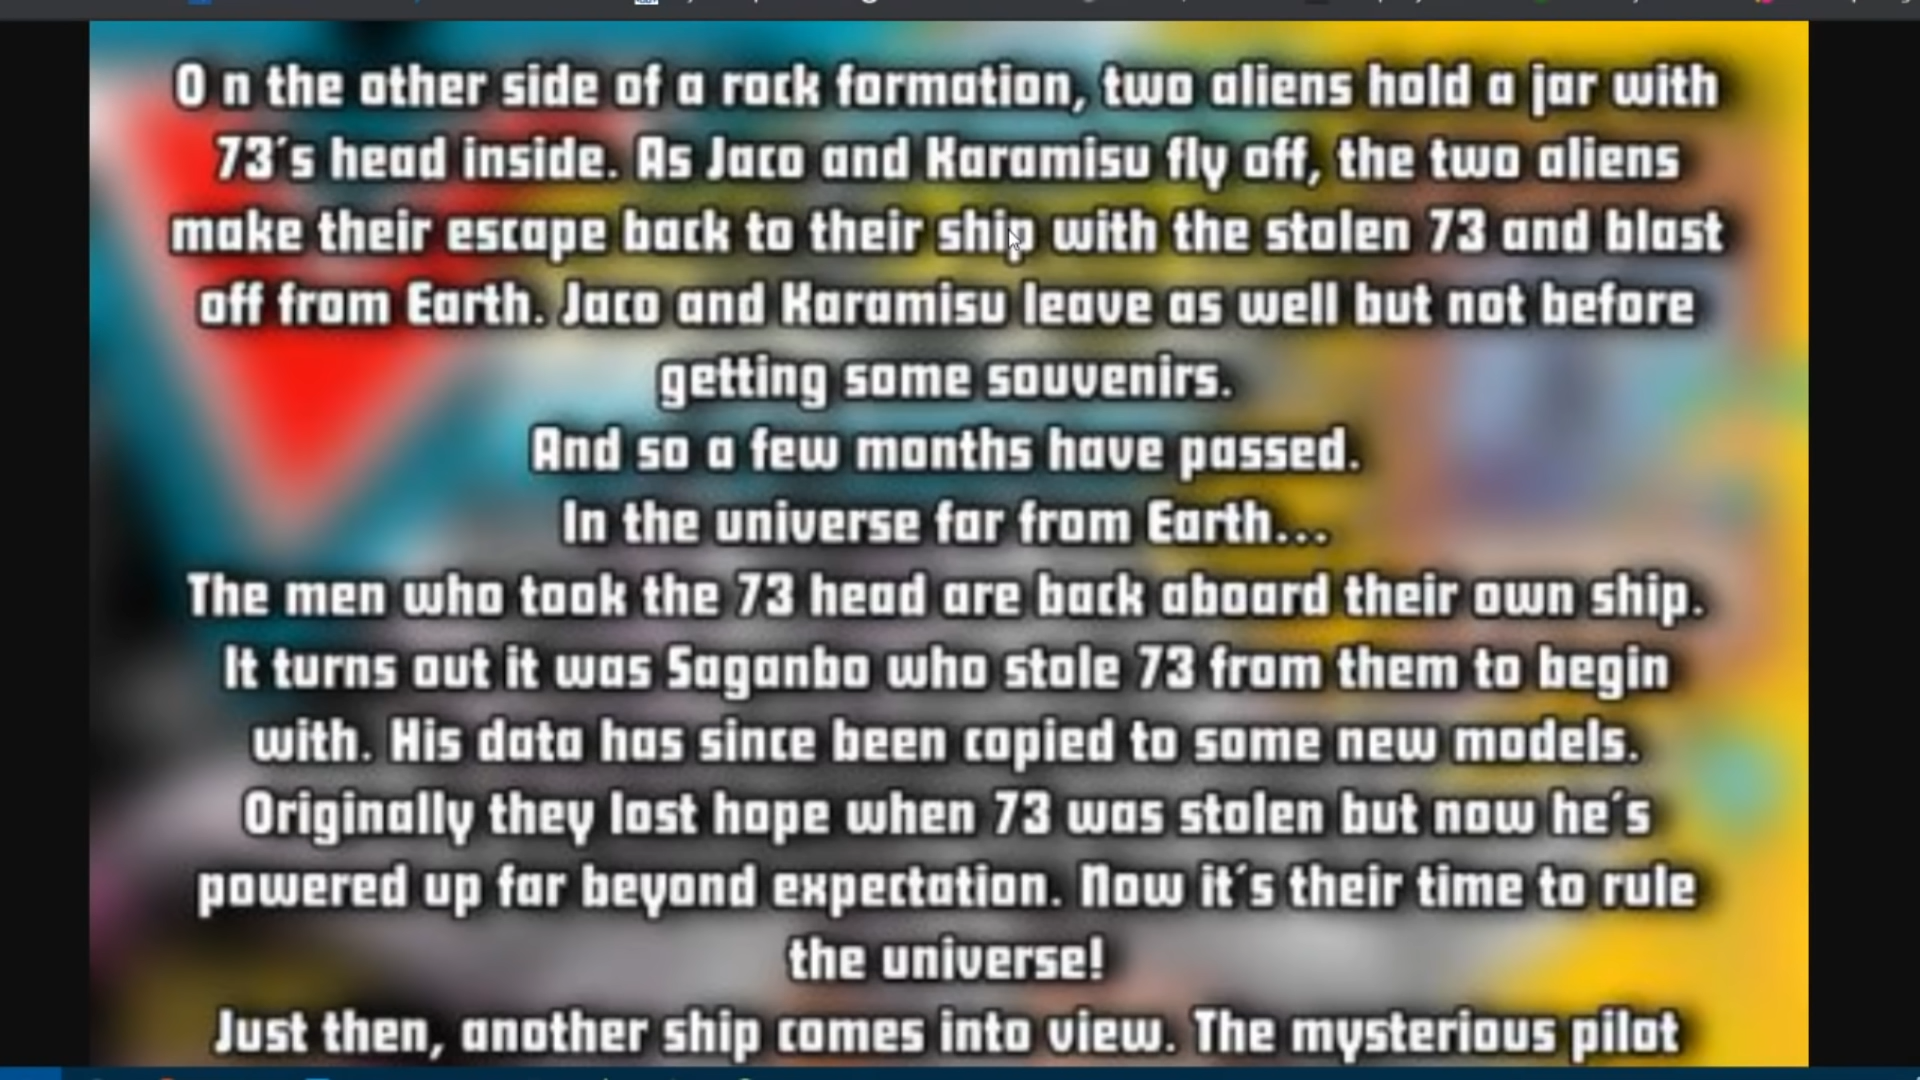 O n the other side of a rock formation, two aliens hold a jar with
73's head inside. As Jaco and Karamisu fly off, the two aliens
make their escape back to their ship with the stolen 73 and blast
off from Earth. Jaco and Karamisu leave as well but not before
getting some souvenirs.
And so a few months have passed.
In the universe far from Earth...
The men who took the 73 head are back aboard their own ship.
It turns out it was Saganbo who stole 73 from them to begin
with. His data has since been copied to some new models.
Originally they lost hope when 73 was stolen but now he's
powered up far beyond expectation. Now it's their time to rule
the universe!
Just then, another ship comes into view. The mysterious pilot